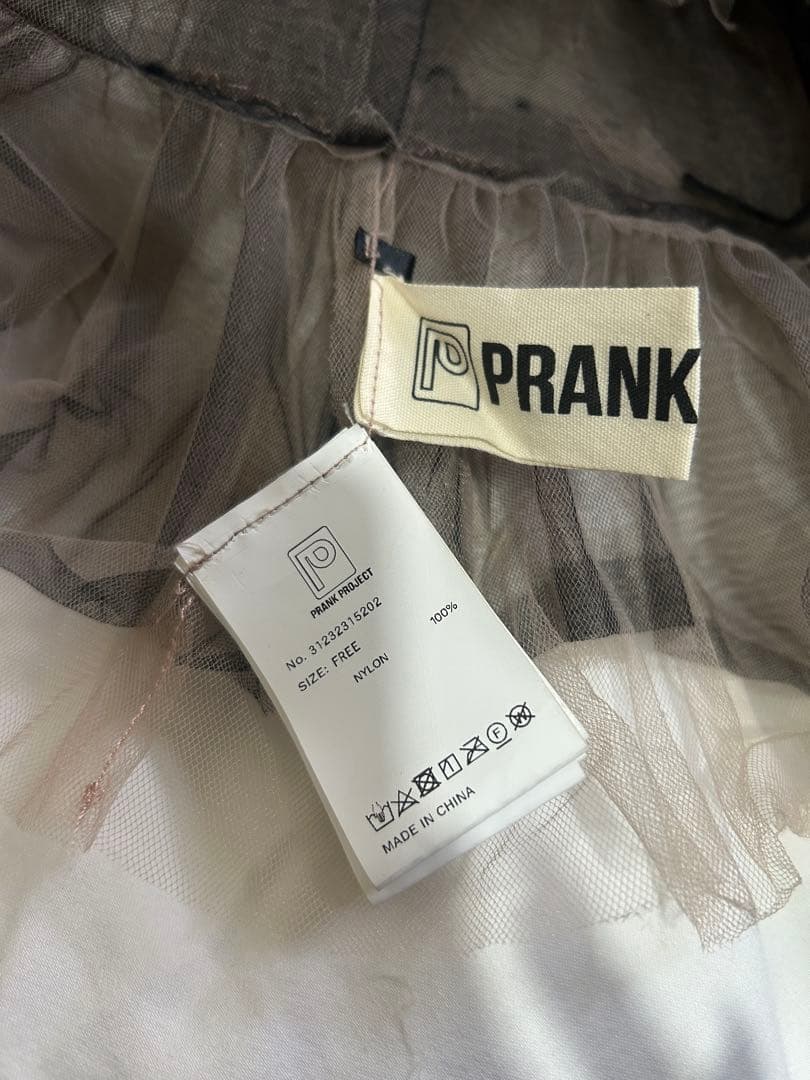 PRANK
PRANK PROJECT
No. 31232315202
SIZE: FREE
NYLON 100%
MADE IN CHINA